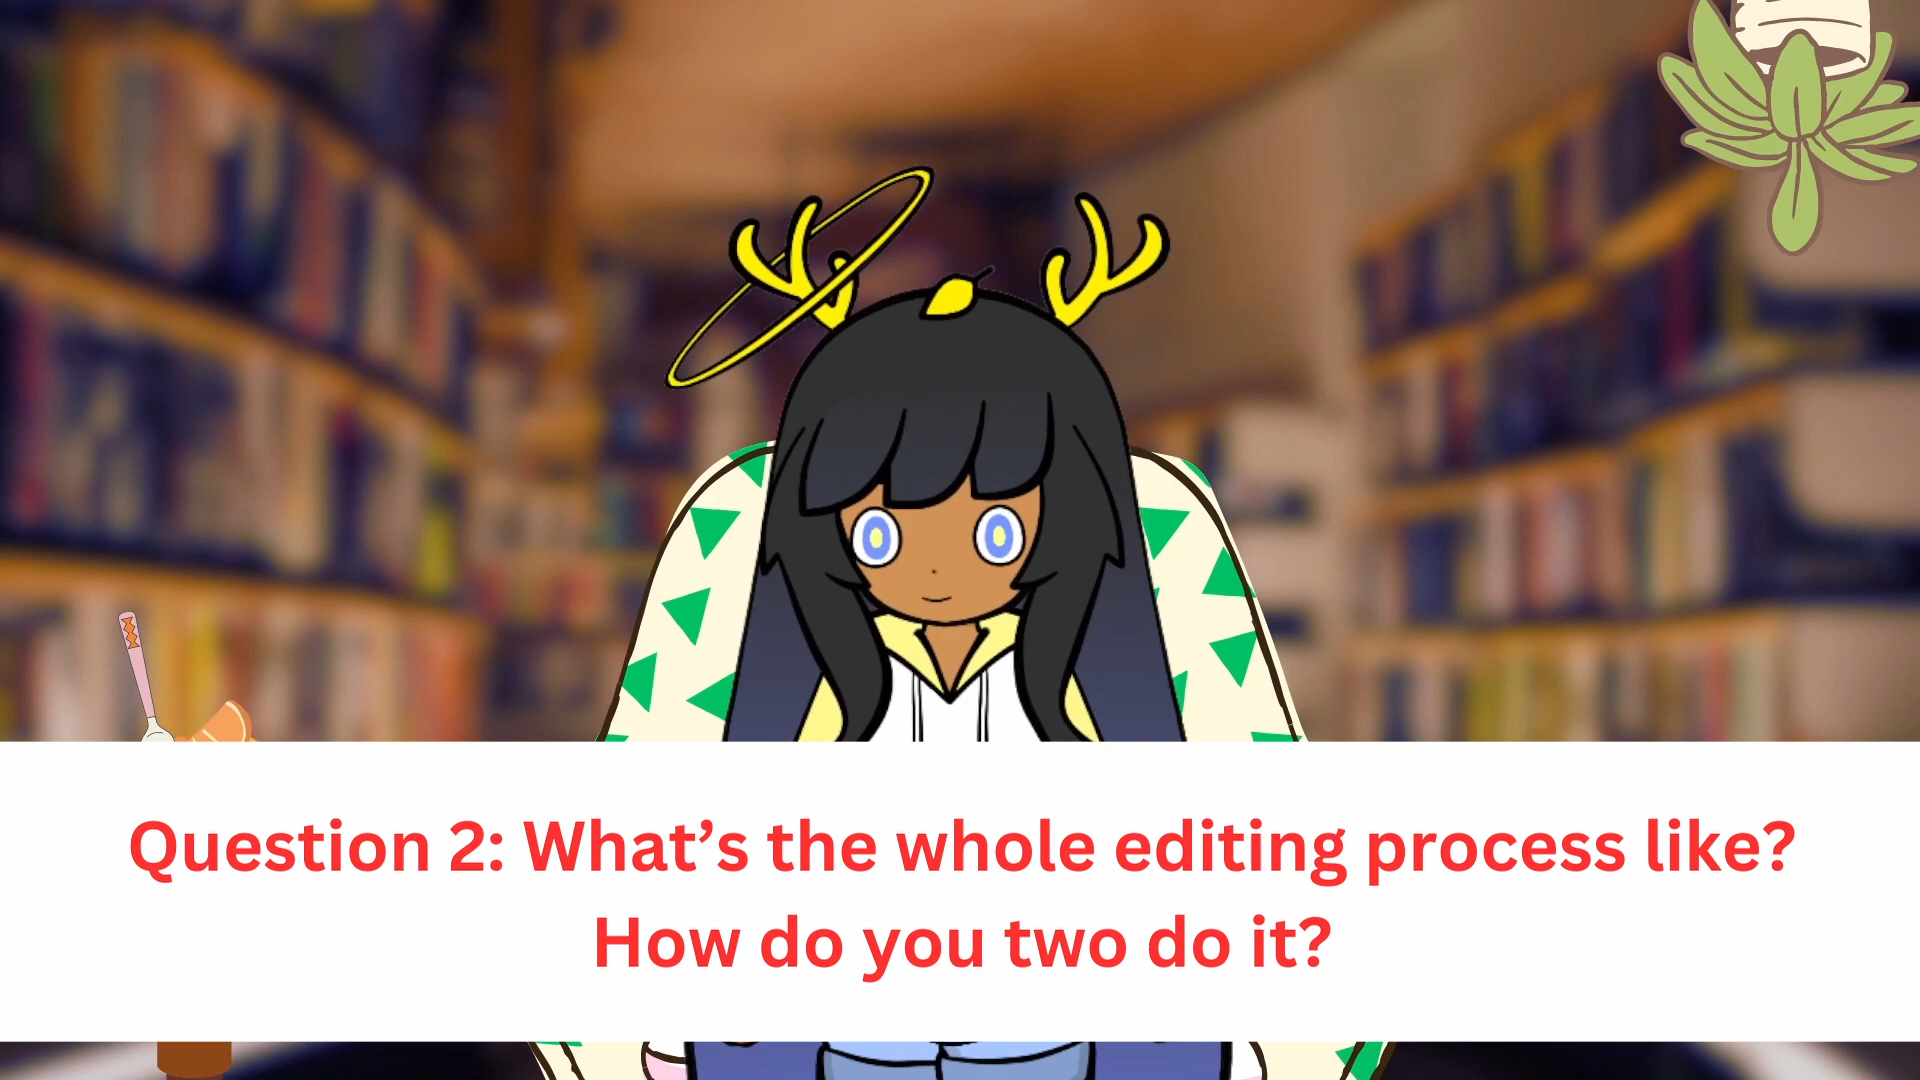 Question 2: What’s the whole editing process like?
How do you two do it?